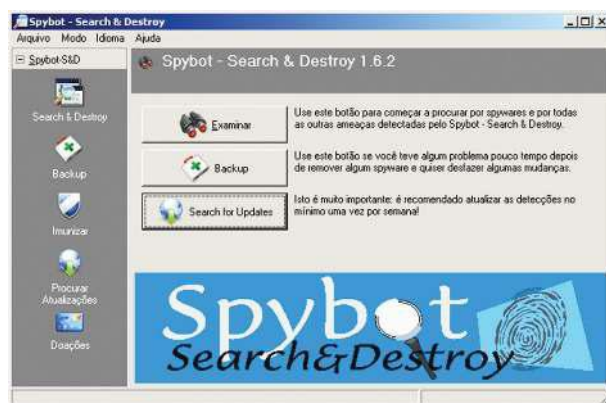 Spybot - Search & Destroy
Arquivo Modo Idioma Ajuda
Spybot-S&D
Spybot - Search & Destroy 1.6.2
Search & Destroy
Backup
Imunizar
Procurar
Atualizações
Doações
Examinar
Use este botão para começar a procurar por spywares e por todas
as outras ameaças detectadas pelo Spybot - Search & Destroy.
Backup
Use este botão se você teve algum problema pouco tempo depois
de remover algum spyware e quiser desfazer algumas mudanças.
Search for Updates
Isto é muito importante: é recomendado atualizar as detecções no
mínimo uma vez por semana!
Spybot
Search&Destroy